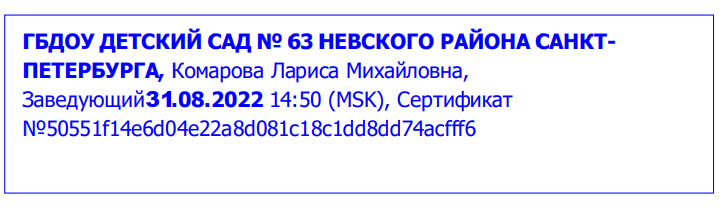 ГБДОУ ДЕТСКИЙ САД № 63 НЕВСКОГО РАЙОНА САНКТ-
ПЕТЕРБУРГА, Комарова Лариса Михайловна,
Заведующий31.08.2022 14:50 (MSK), Сертификат
№50551f14e6d04e22a8d081c18c1dd8dd74acfff6